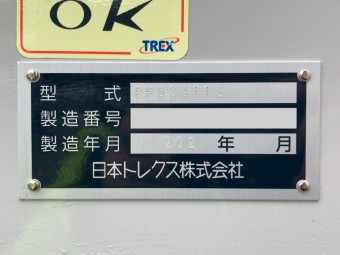 OK
TREX
型式
製造番号
製造年月 年 月
日本トレクス株式会社